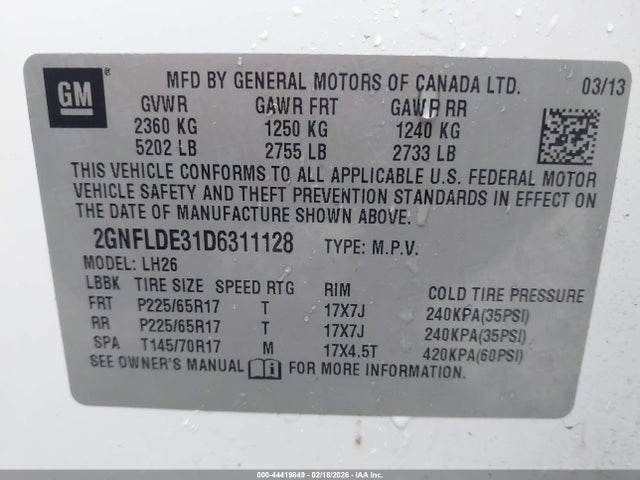 GM
MFD BY GENERAL MOTORS OF CANADA LTD. 03/13
GVWR GAWR FRT GAWR RR
2360 KG 1250 KG 1240 KG
5202 LB 2755 LB 2733 LB
THIS VEHICLE CONFORMS TO ALL APPLICABLE U.S. FEDERAL MOTOR
VEHICLE SAFETY AND THEFT PREVENTION STANDARDS IN EFFECT ON
THE DATE OF MANUFACTURE SHOWN ABOVE.
2GNFLDE31D6311128 TYPE: M.P.V.
MODEL: LH26
LBBK TIRE SIZE SPEED RTG RIM COLD TIRE PRESSURE
FRT P225/65R17 T 17X7J 240KPA(35PSI)
RR P225/65R17 T 17X7J 240KPA(35PSI)
SPA T145/70R17 M 17X4.5T 420KPA(60PSI)
SEE OWNER'S MANUAL i FOR MORE INFORMATION.
000-44419849 - 02/18/2026 - IAA Inc.